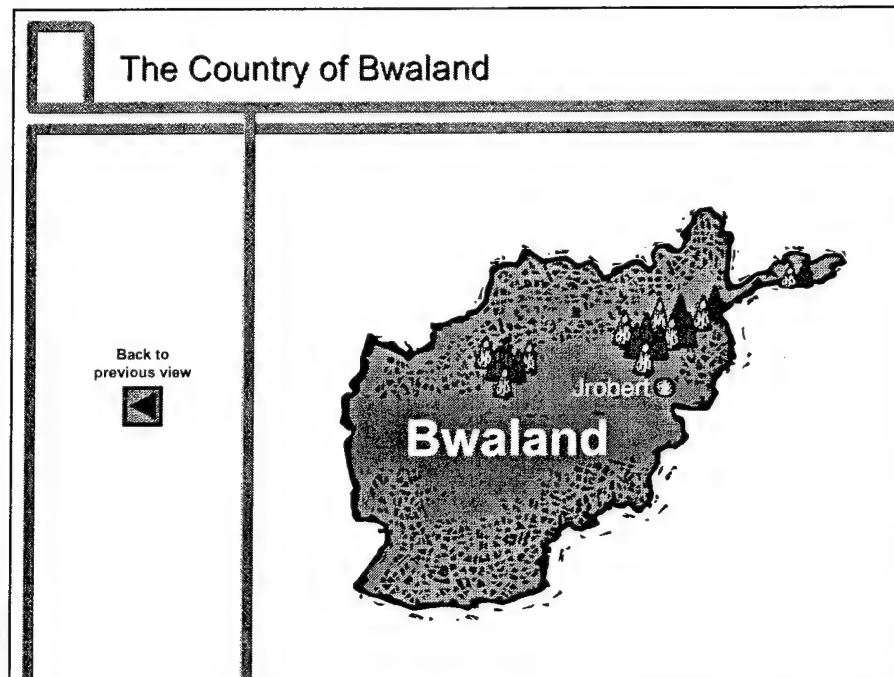 The Country of Bwaland
Back to
previous view
Jrobert
Bwaland